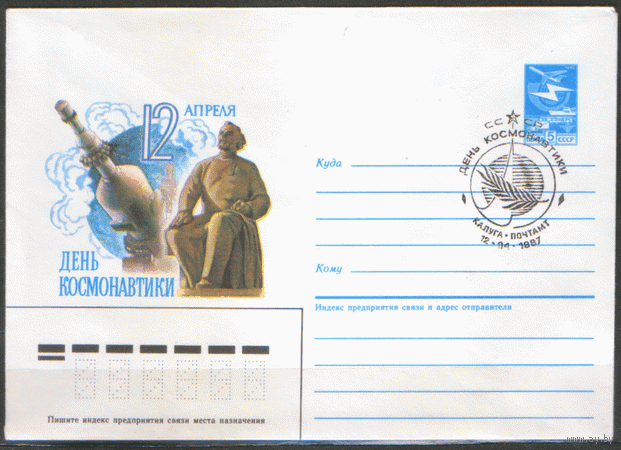 12 АПРЕЛЯ
ДЕНЬ
КОСМОНАВТИКИ
5 СССР
СССР
ДЕНЬ КОСМОНАВТИКИ
КАЛУГА • ПОЧТАМТ
12 • 04 • 1987
Куда
Кому
Индекс предприятия связи и адрес отправителя
Пишите индекс предприятия связи места назначения